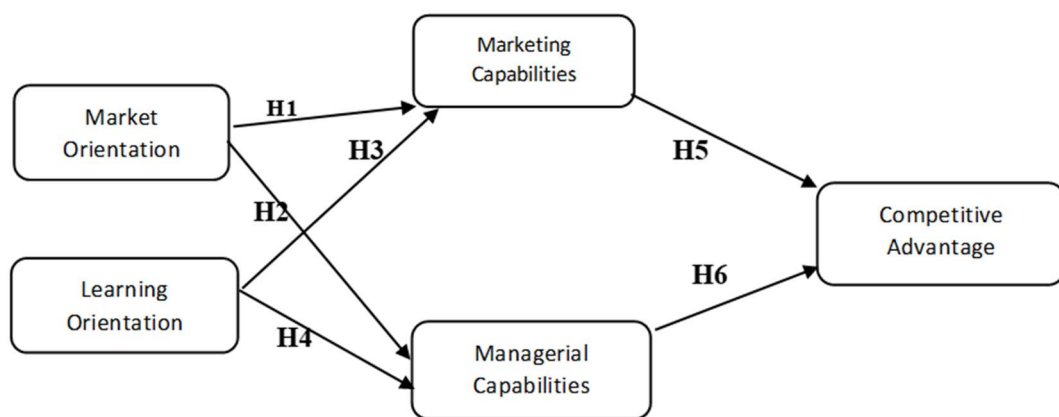 Marketing
Capabilities
Market
Orientation
H1
H3
H5
H2
Competitive
Advantage
Learning
Orientation
H4
H6
Managerial
Capabilities